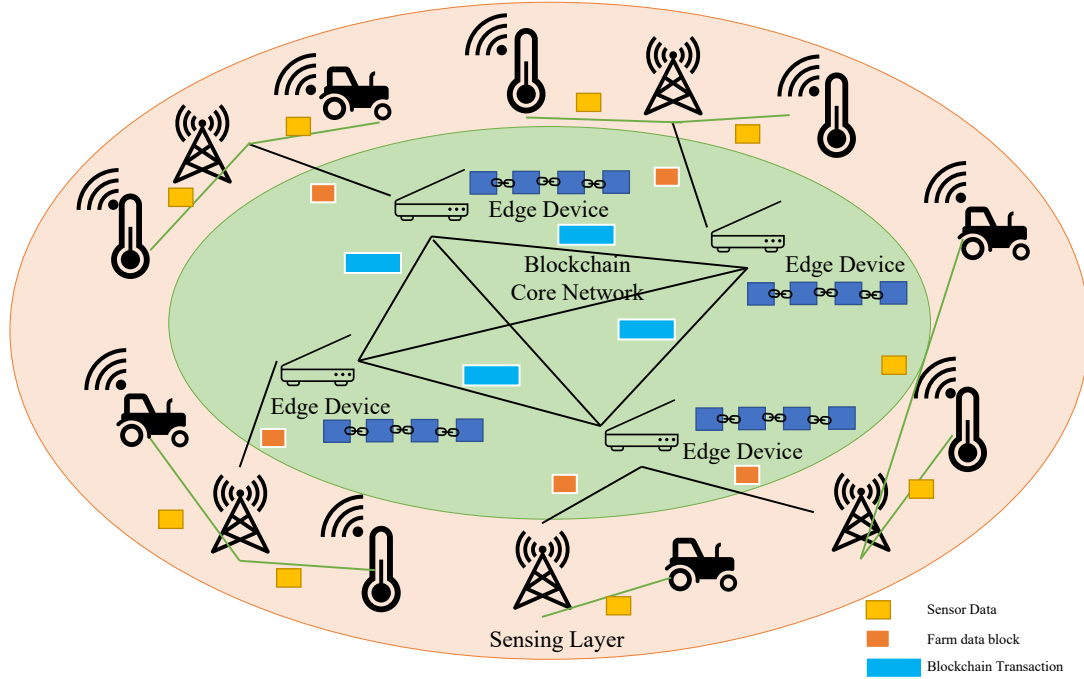 Edge Device
Blockchain
Core Network
Edge Device
Edge Device
Edge Device
Sensing Layer
Sensor Data
Farm data block
Blockchain Transaction